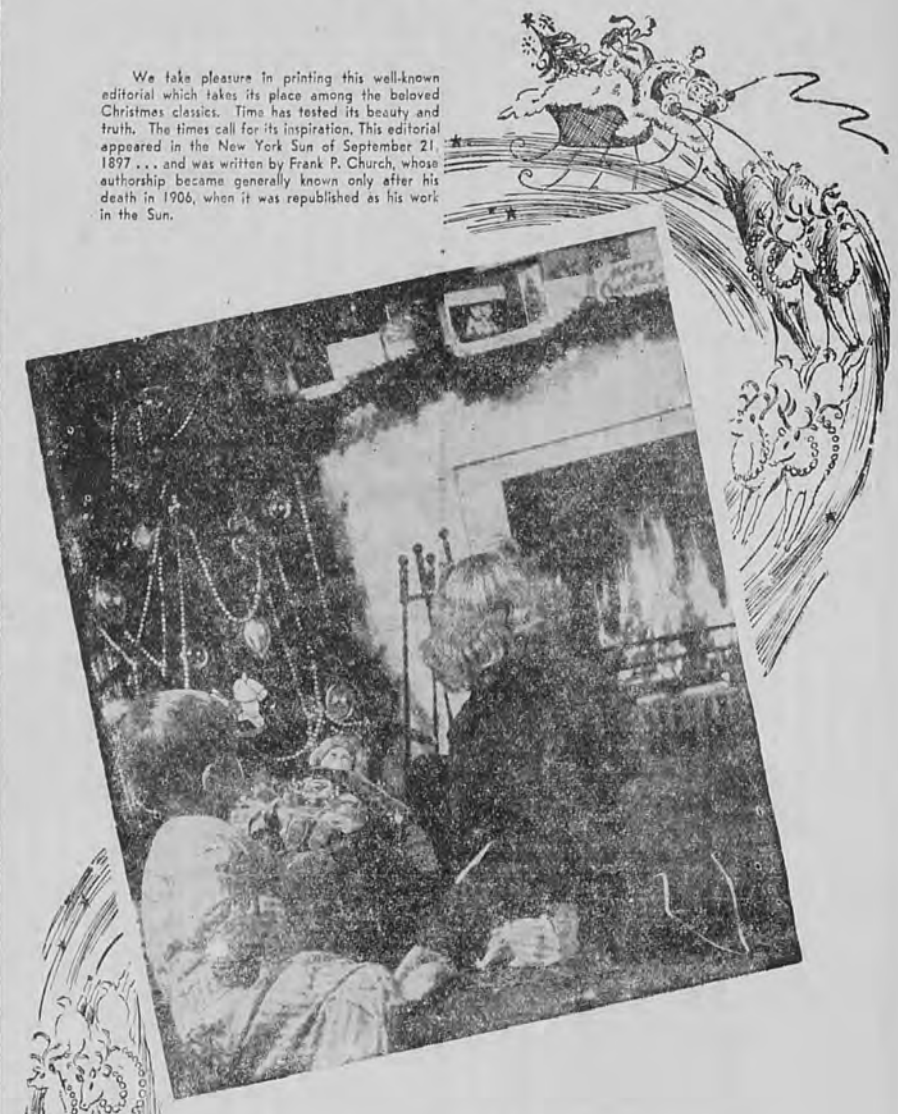 We take pleasure in printing this well-known
editorial which takes its place among the beloved
Christmas classics. Time has tested its beauty and
truth. The times call for its inspiration. This editorial
appeared in the New York Sun of September 21,
1897 ... and was written by Frank P. Church, whose
authorship became generally known only after his
death in 1906, when it was republished as his work
in the Sun.
Merry
Christmas